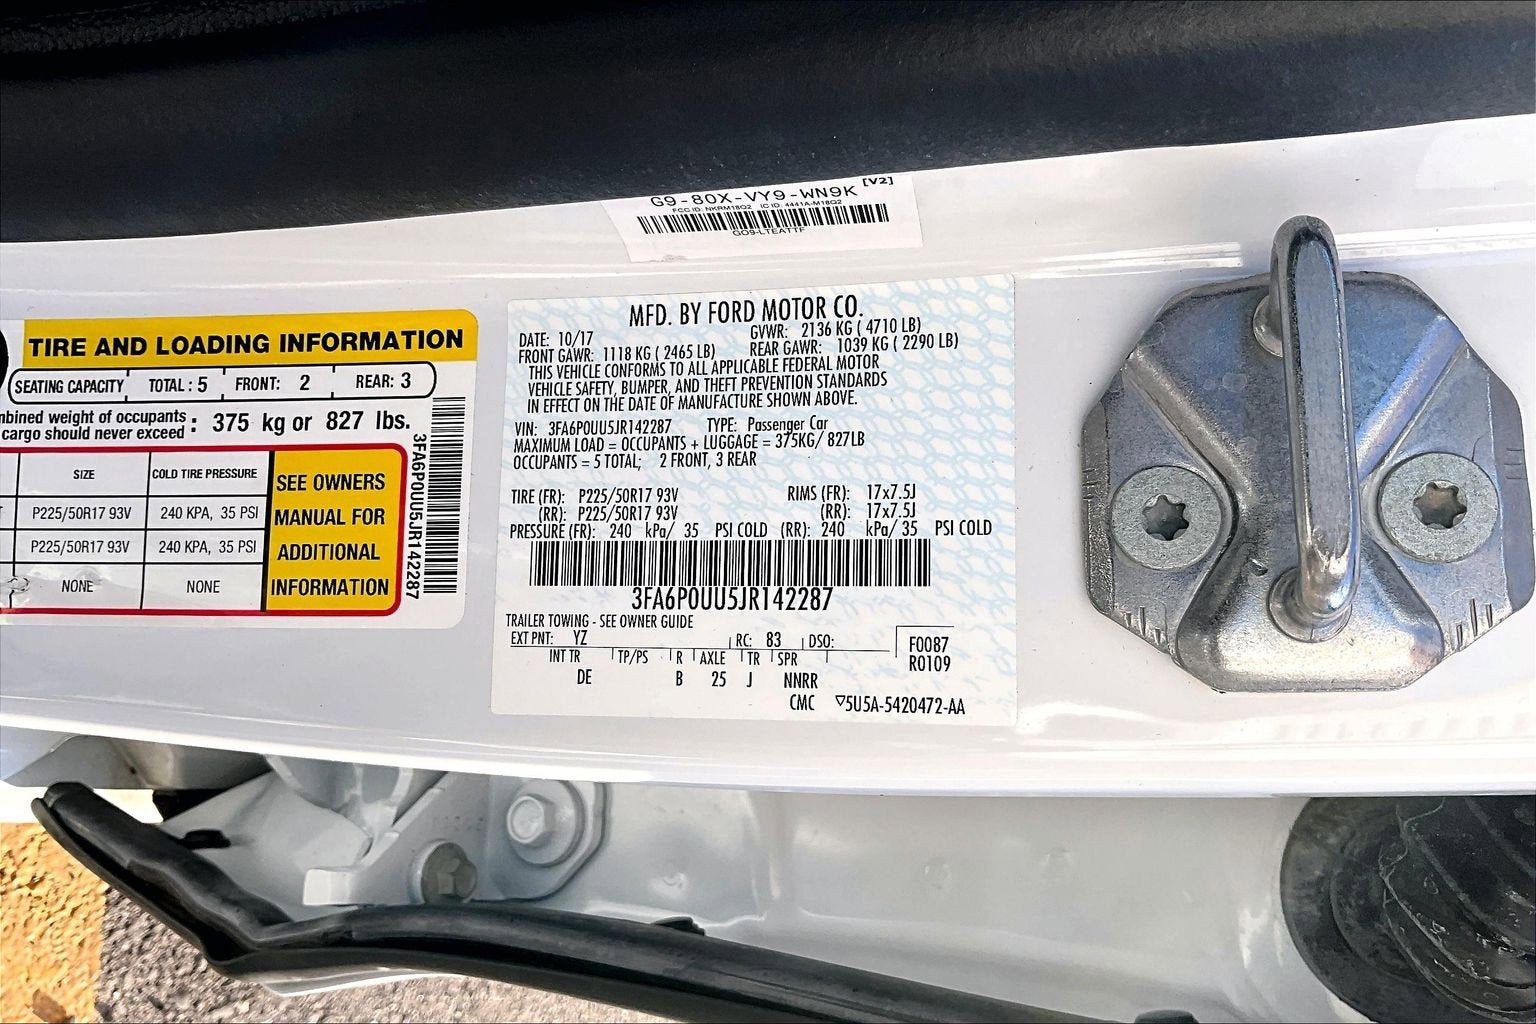 G9-80X-VY9-WN9K [V2]
FCC ID: NKRM18Q2 IC ID: 4441A-M18Q2
GO9-LTEATTF
TIRE AND LOADING INFORMATION
SEATING CAPACITY TOTAL: 5 FRONT: 2 REAR: 3
mbined weight of occupants
cargo should never exceed : 375 kg or 827 lbs.
SIZE COLD TIRE PRESSURE
P225/50R17 93V 240 KPA, 35 PSI
P225/50R17 93V 240 KPA, 35 PSI
NONE NONE
SEE OWNERS
MANUAL FOR
ADDITIONAL
INFORMATION
3FA6P0UU5JR142287
MFD. BY FORD MOTOR CO.
DATE: 10/17 GVWR: 2136 KG ( 4710 LB)
FRONT GAWR: 1118 KG ( 2465 LB) REAR GAWR: 1039 KG ( 2290 LB)
THIS VEHICLE CONFORMS TO ALL APPLICABLE FEDERAL MOTOR
VEHICLE SAFETY, BUMPER, AND THEFT PREVENTION STANDARDS
IN EFFECT ON THE DATE OF MANUFACTURE SHOWN ABOVE.
VIN: 3FA6P0UU5JR142287 TYPE: Passenger Car
MAXIMUM LOAD = OCCUPANTS + LUGGAGE = 375KG/ 827LB
OCCUPANTS = 5 TOTAL; 2 FRONT, 3 REAR
TIRE (FR): P225/50R17 93V RIMS (FR): 17x7.5J
(RR): P225/50R17 93V (RR): 17x7.5J
PRESSURE (FR): 240 kPa/ 35 PSI COLD (RR): 240 kPa/ 35 PSI COLD
3FA6P0UU5JR142287
TRAILER TOWING - SEE OWNER GUIDE
EXT PNT: YZ RC: 83 DSO: F0087
INT TR TP/PS R AXLE TR SPR R0109
DE B 25 J NNRR
CMC ▽5U5A-5420472-AA